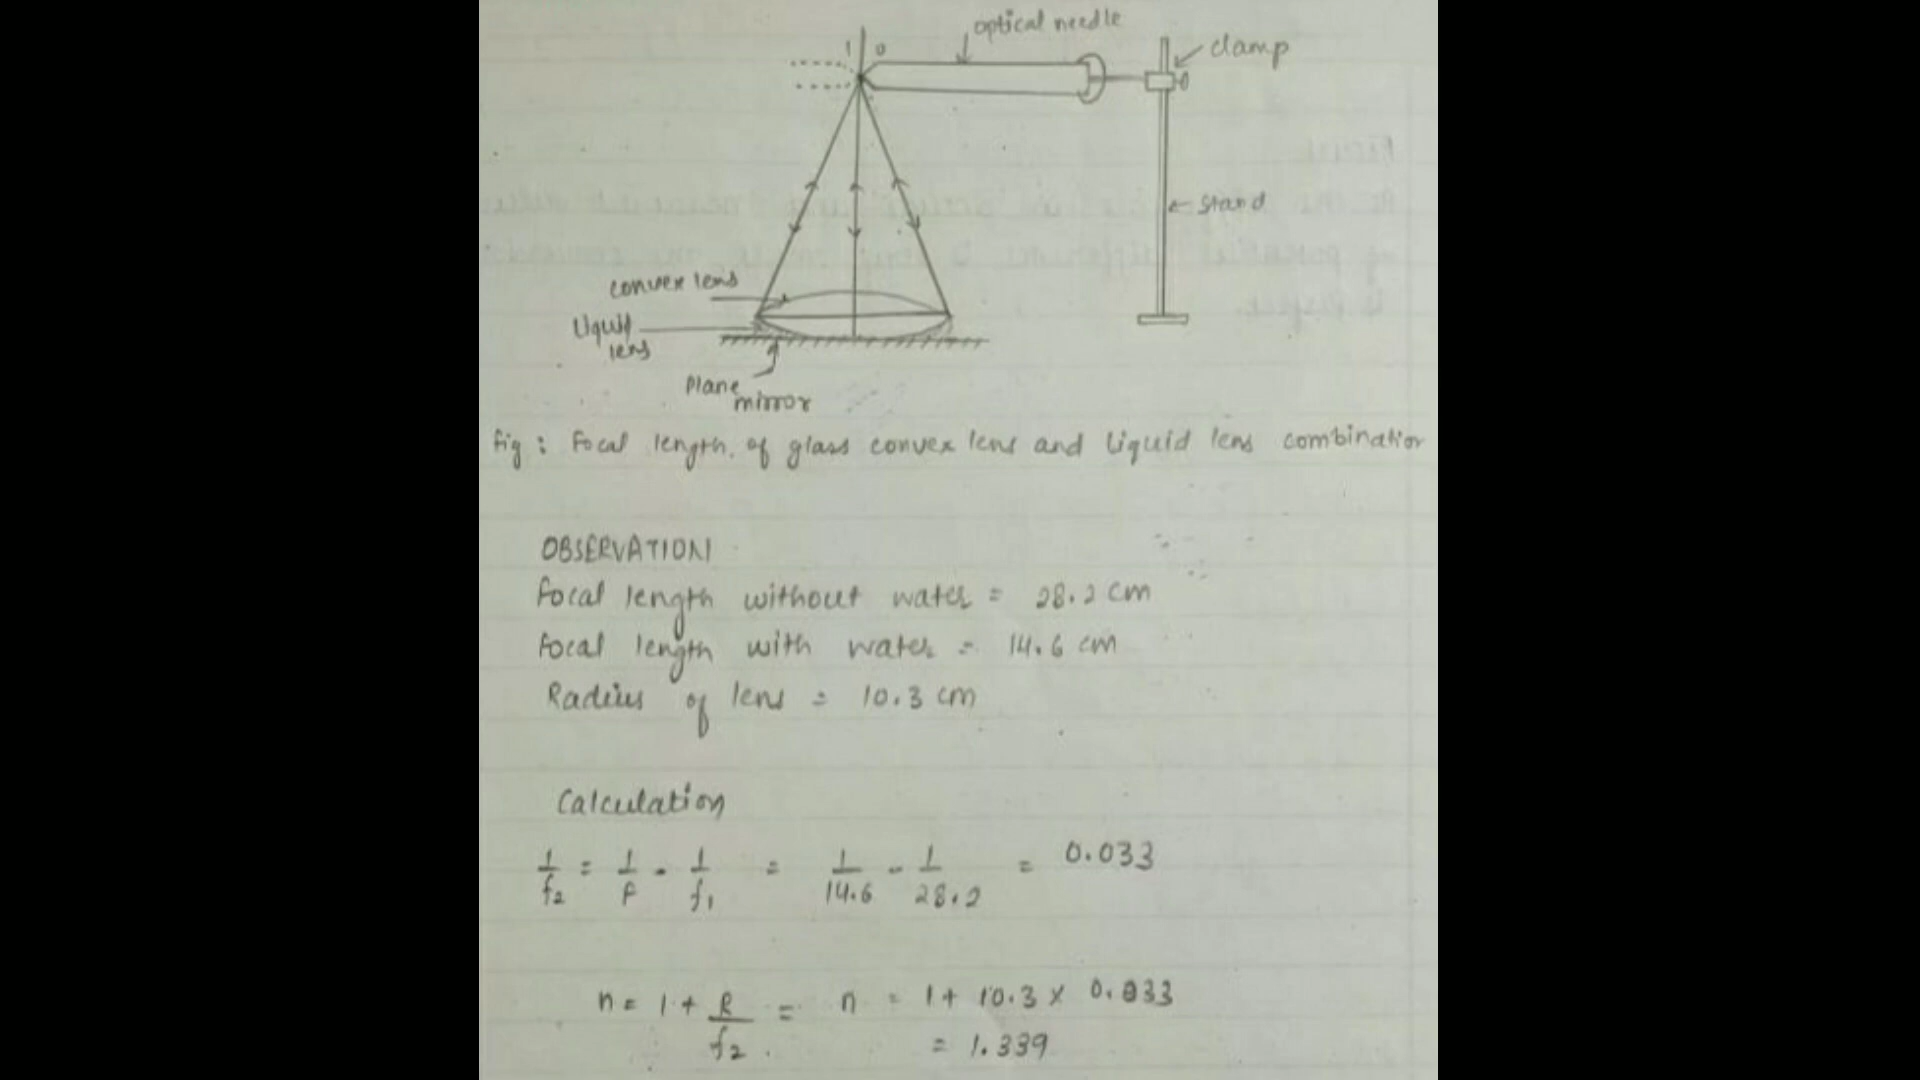 optical needle
I O
clamp
stand
convex lens
Liquid
lens
Plane
mirror
fig : Focal length of glass convex lens and liquid lens combination
OBSERVATION
focal length without water = 28.2 cm
Focal length with water = 14.6 cm
Radius of lens = 10.3 cm
Calculation
1/f2 = 1/F - 1/f1 = 1/14.6 - 1/28.2 = 0.033
n = 1 + R/f2 = n = 1 + 10.3 x 0.033
= 1.339